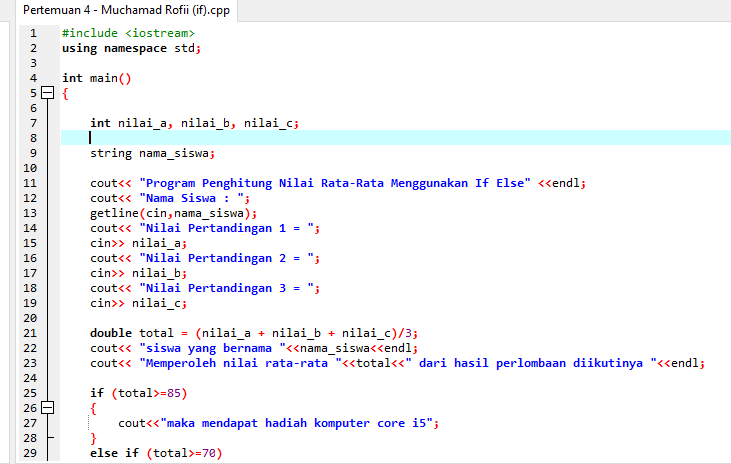 Pertemuan 4 - Muchamad Rofii (if).cpp
1 #include <iostream>
2 using namespace std;
3
4 int main()
5 {
6
7 int nilai_a, nilai_b, nilai_c;
8
9 string nama_siswa;
10
11 cout<< "Program Penghitung Nilai Rata-Rata Menggunakan If Else" <<endl;
12 cout<< "Nama Siswa : ";
13 getline(cin,nama_siswa);
14 cout<< "Nilai Pertandingan 1 = ";
15 cin>> nilai_a;
16 cout<< "Nilai Pertandingan 2 = ";
17 cin>> nilai_b;
18 cout<< "Nilai Pertandingan 3 = ";
19 cin>> nilai_c;
20
21 double total = (nilai_a + nilai_b + nilai_c)/3;
22 cout<< "siswa yang bernama "<<nama_siswa<<endl;
23 cout<< "Memperoleh nilai rata-rata "<<total<<" dari hasil perlombaan diikutinya "<<endl;
24
25 if (total>=85)
26 {
27 cout<<"maka mendapat hadiah komputer core i5";
28 }
29 else if (total>=70)